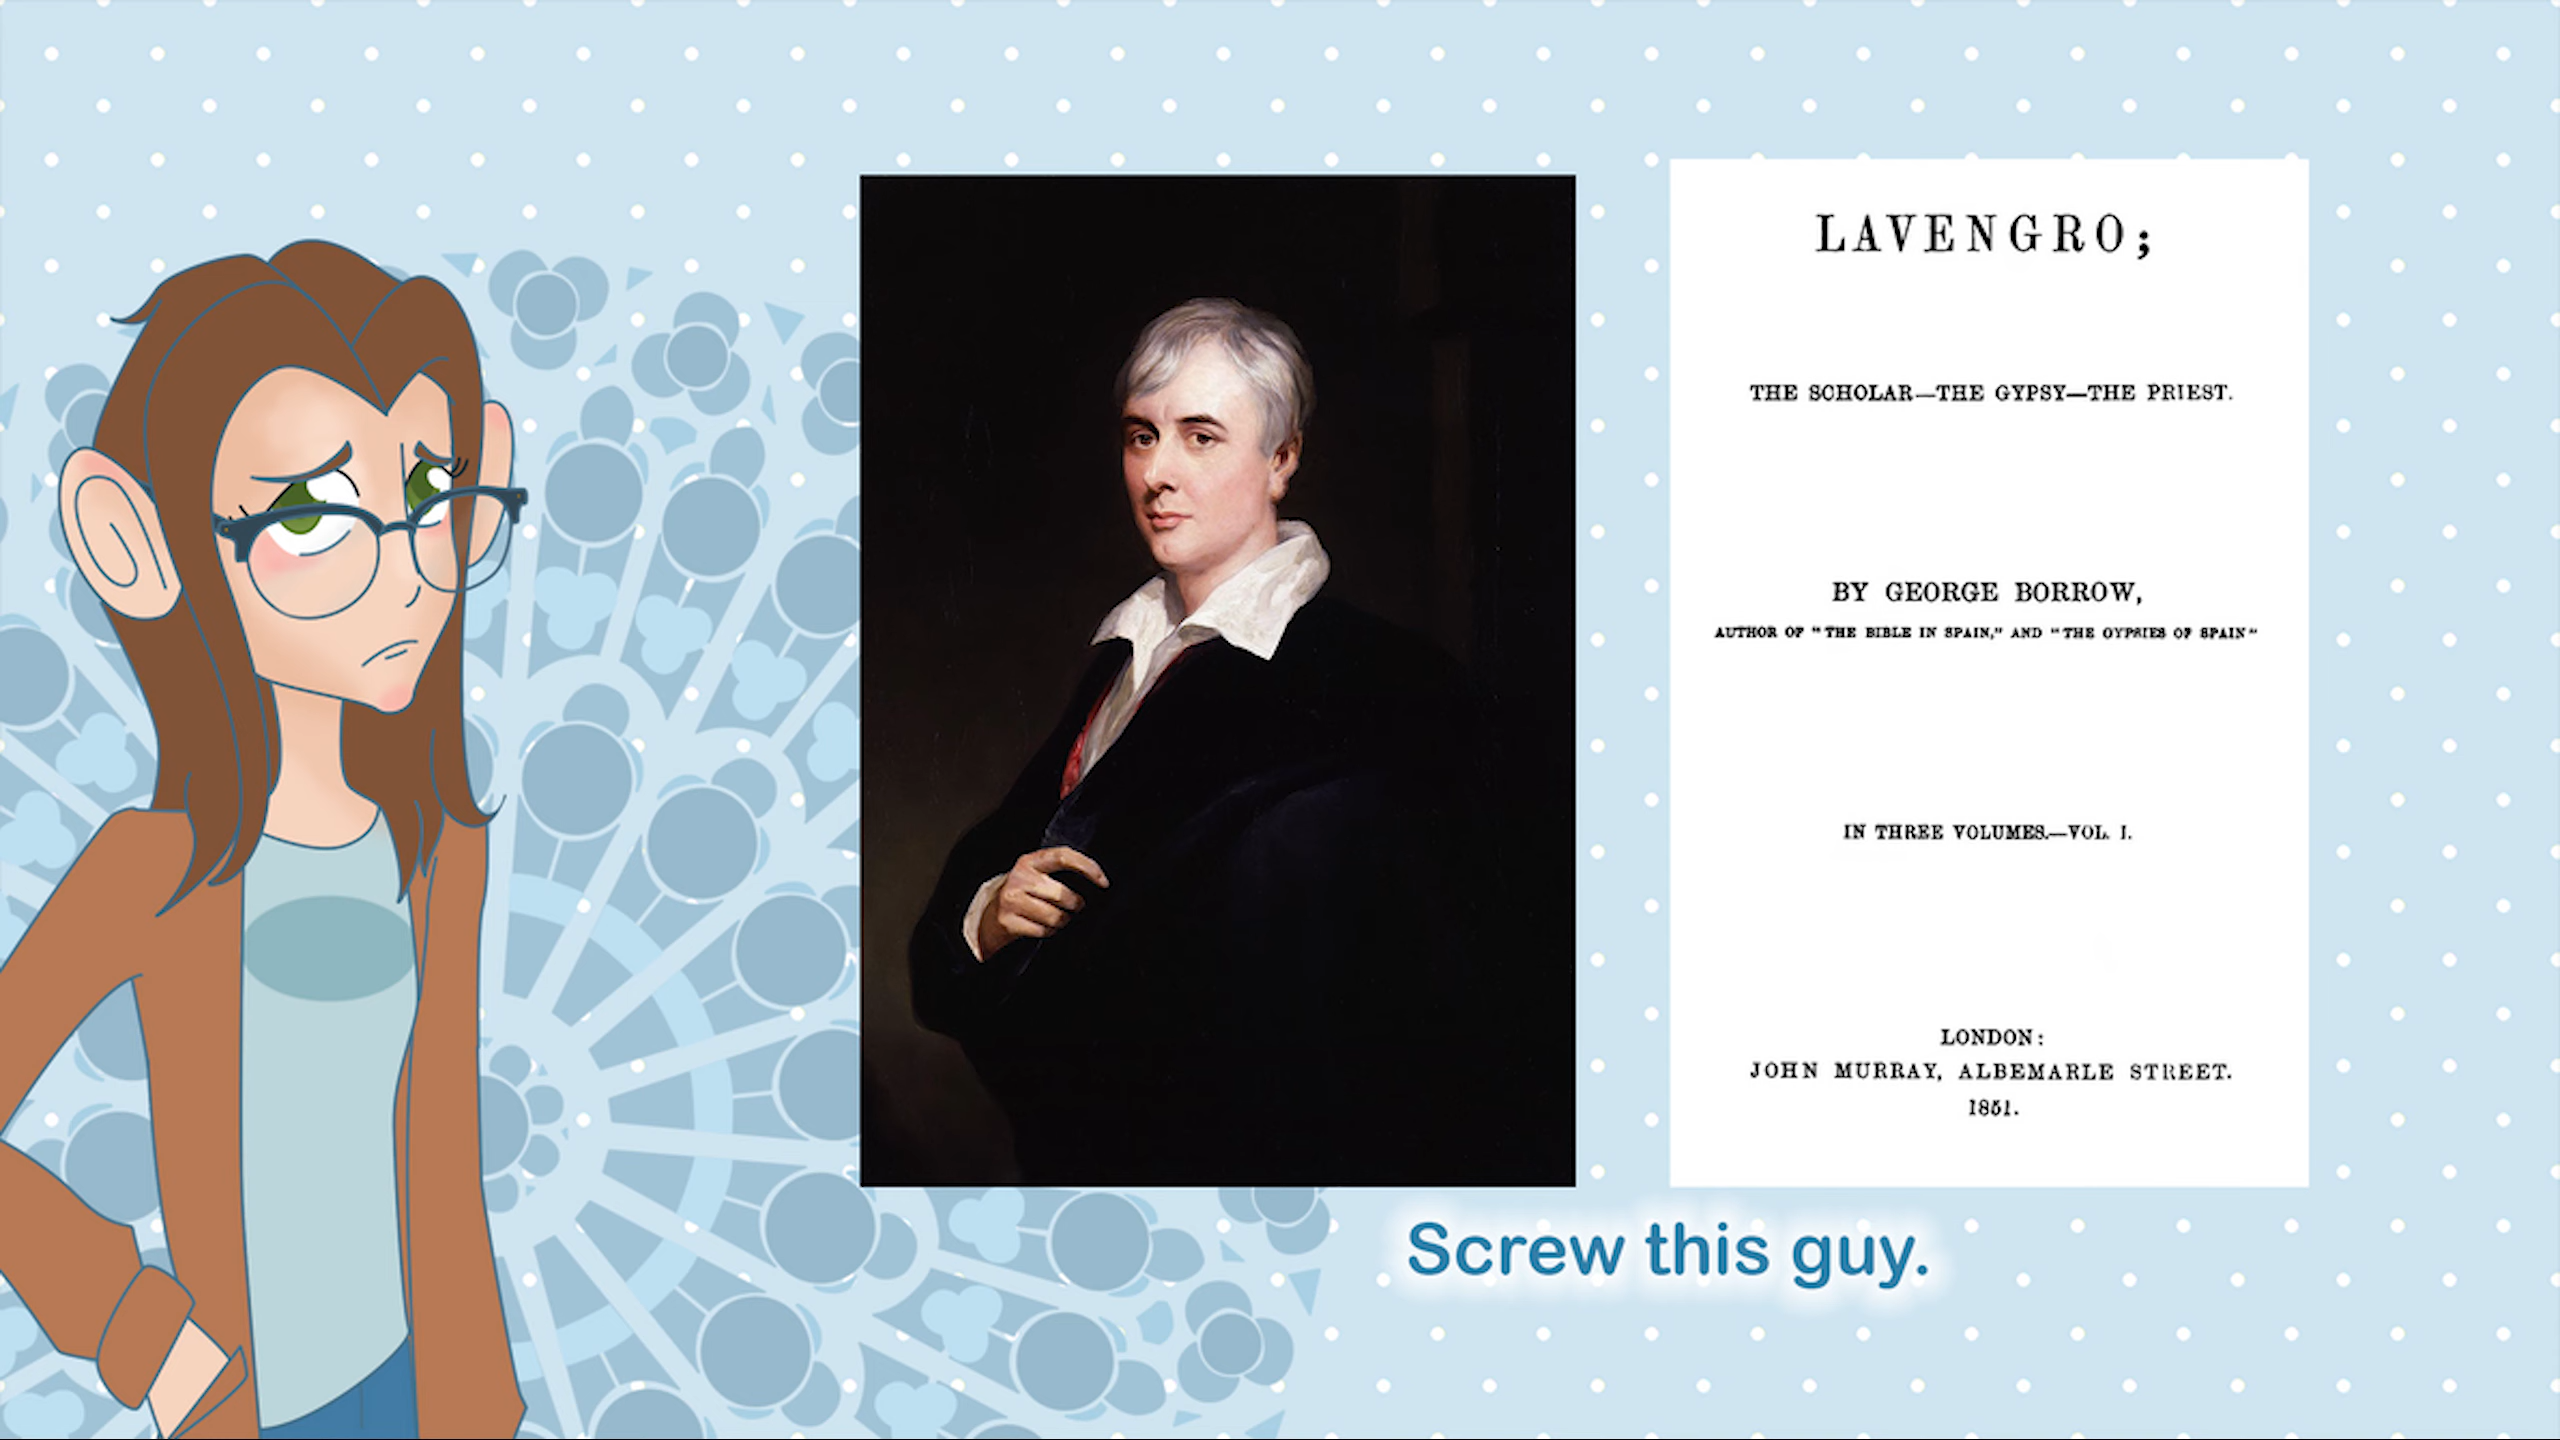 LAVENGRO;
THE SCHOLAR—THE GYPSY—THE PRIEST.
BY GEORGE BORROW,
AUTHOR OF "THE BIBLE IN SPAIN," AND "THE GYPSIES OF SPAIN"
IN THREE VOLUMES.—VOL. I.
LONDON:
JOHN MURRAY, ALBEMARLE STREET.
1851.
Screw this guy.